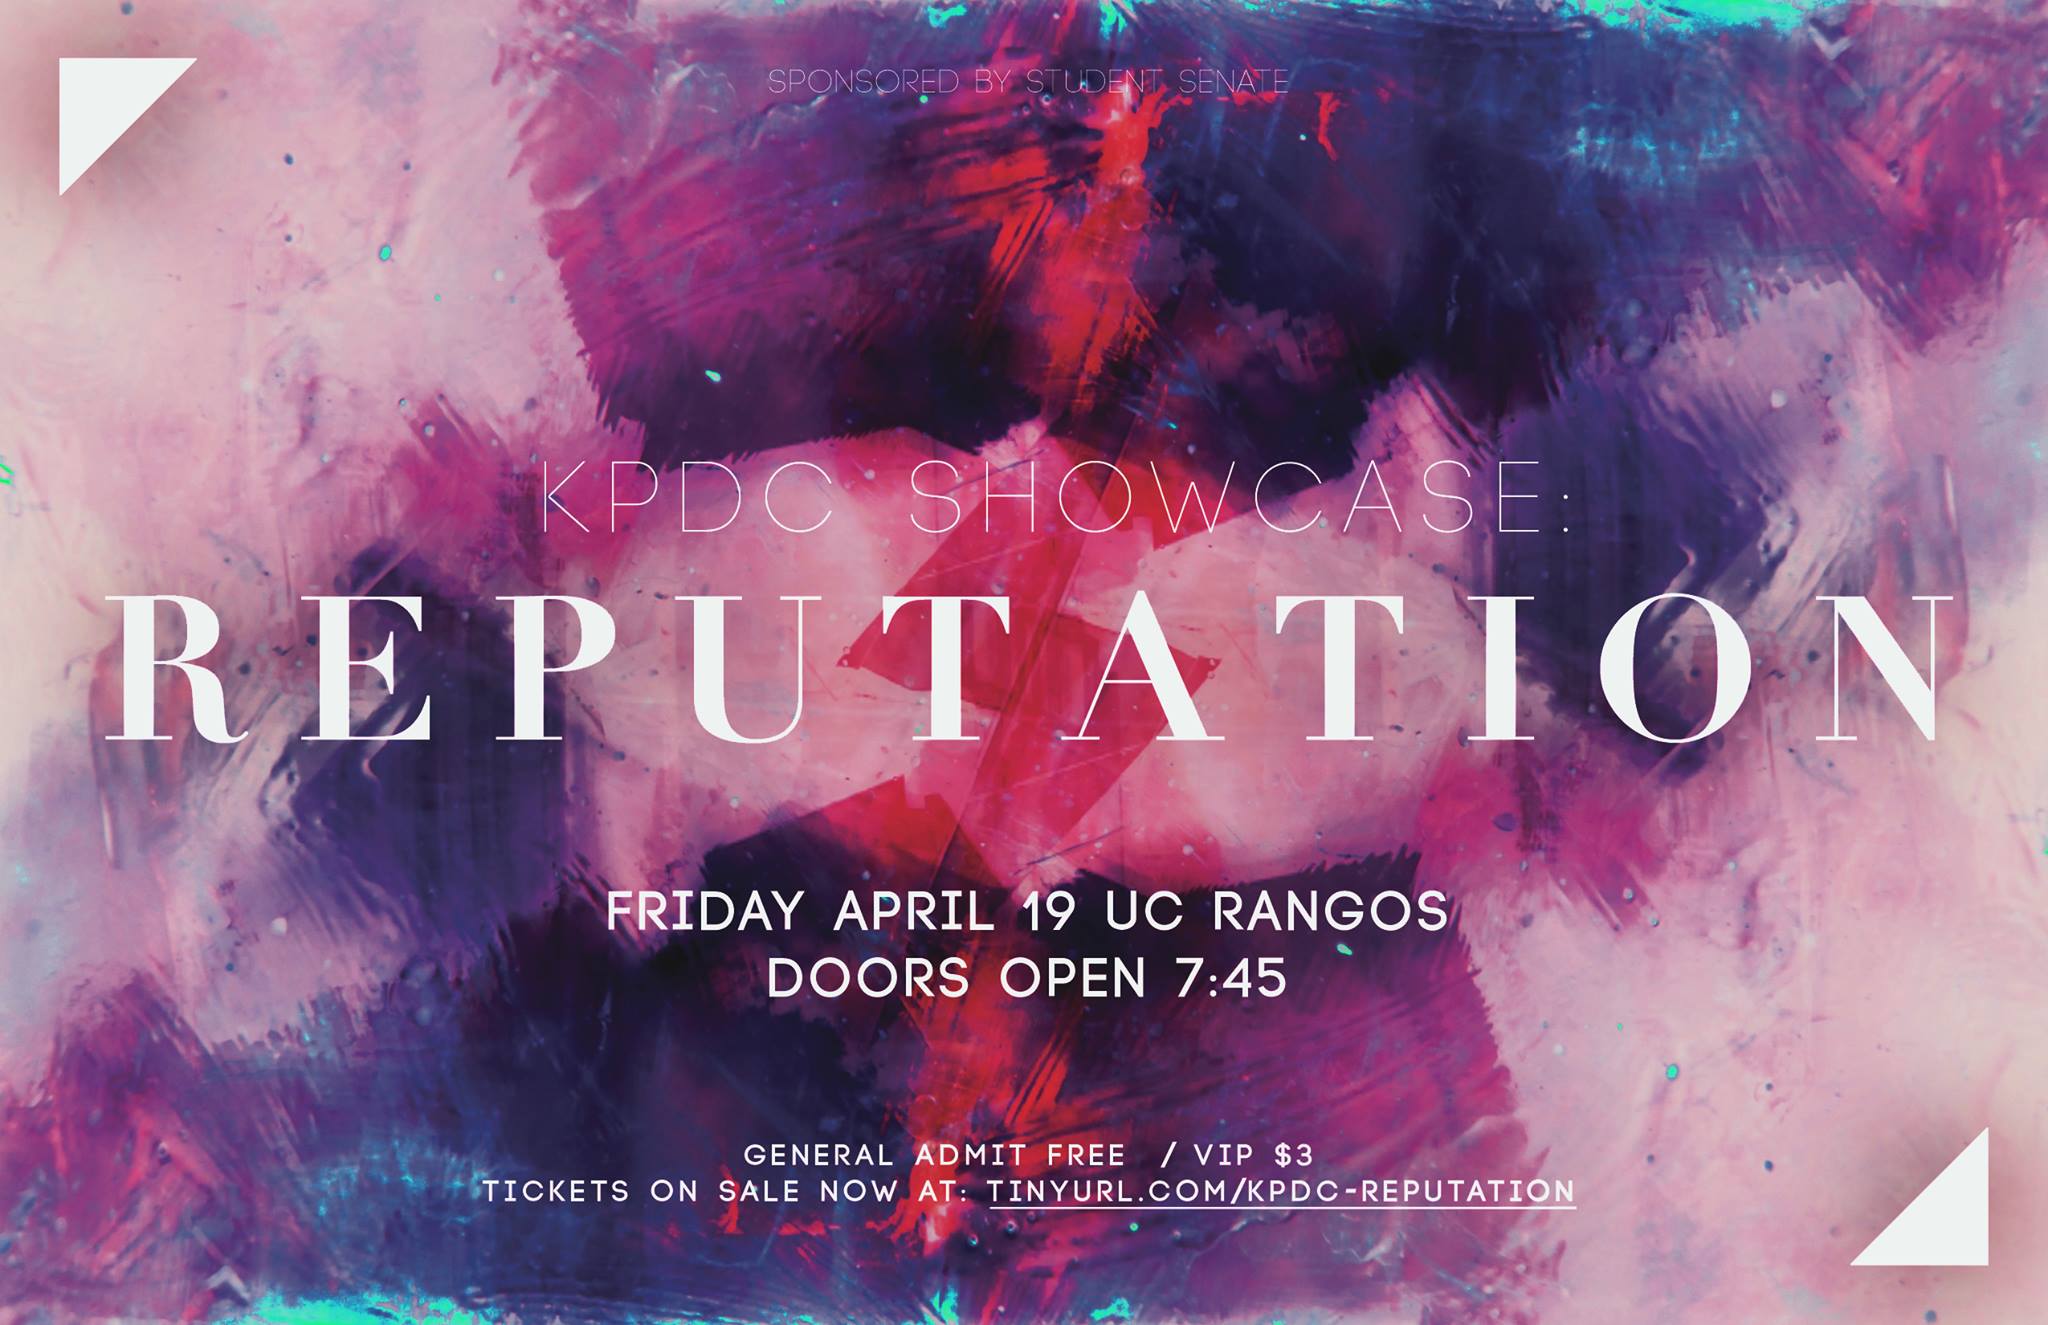 SPONSORED BY STUDENT SENATE
KPDC SHOWCASE:
REPUTATION
FRIDAY APRIL 19 UC RANGOS
DOORS OPEN 7:45
GENERAL ADMIT FREE / VIP $3
TICKETS ON SALE NOW AT: TINYURL.COM/KPDC-REPUTATION